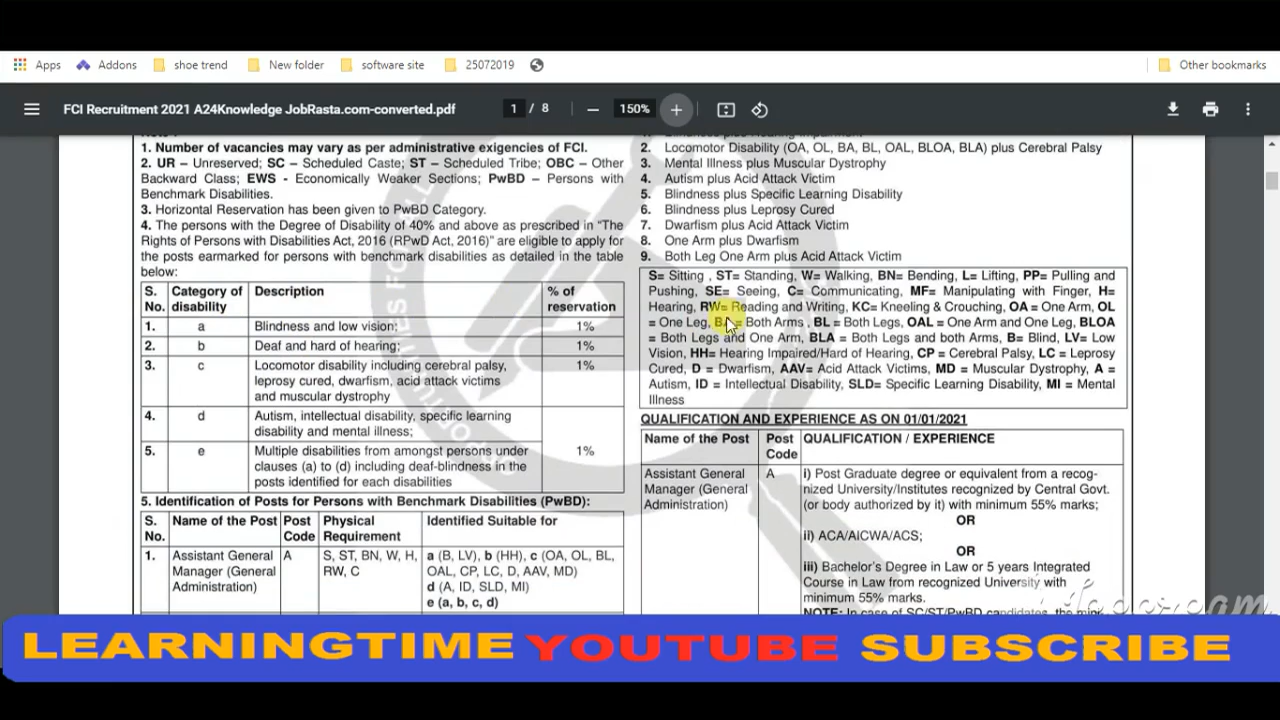 Apps
Addons
shoe trend
New folder
software site
25072019
Other bookmarks
FCI Recruitment 2021 A24Knowledge JobRasta.com-converted.pdf
1 / 8
150%
1. Number of vacancies may vary as per administrative exigencies of FCI.
2. UR – Unreserved; SC – Scheduled Caste; ST – Scheduled Tribe; OBC – Other
Backward Class; EWS - Economically Weaker Sections; PwBD – Persons with
Benchmark Disabilities.
3. Horizontal Reservation has been given to PwBD Category.
4. The persons with the Degree of Disability of 40% and above as prescribed in "The
Rights of Persons with Disabilities Act, 2016 (RPwD Act, 2016)" are eligible to apply for
the posts earmarked for persons with benchmark disabilities as detailed in the table
below:
S. No. Category of disability Description % of reservation
1. a Blindness and low vision; 1%
2. b Deaf and hard of hearing; 1%
3. c Locomotor disability including cerebral palsy, 1%
leprosy cured, dwarfism, acid attack victims
and muscular dystrophy
4. d Autism, intellectual disability, specific learning
disability and mental illness;
5. e Multiple disabilities from amongst persons under 1%
clauses (a) to (d) including deaf-blindness in the
posts identified for each disabilities
5. Identification of Posts for Persons with Benchmark Disabilities (PwBD):
S. No. Name of the Post Post Code Physical Requirement Identified Suitable for
1. Assistant General A S, ST, BN, W, H, a (B, LV), b (HH), c (OA, OL, BL,
Manager (General RW, C OAL, CP, LC, D, AAV, MD)
Administration) d (A, ID, SLD, MI)
e (a, b, c, d)
2. Locomotor Disability (OA, OL, BA, BL, OAL, BLOA, BLA) plus Cerebral Palsy
3. Mental Illness plus Muscular Dystrophy
4. Autism plus Acid Attack Victim
5. Blindness plus Specific Learning Disability
6. Blindness plus Leprosy Cured
7. Dwarfism plus Acid Attack Victim
8. One Arm plus Dwarfism
9. Both Leg One Arm plus Acid Attack Victim
S= Sitting , ST= Standing, W= Walking, BN= Bending, L= Lifting, PP= Pulling and
Pushing, SE= Seeing, C= Communicating, MF= Manipulating with Finger, H=
Hearing, RW= Reading and Writing, KC= Kneeling & Crouching, OA = One Arm, OL
= One Leg, BA = Both Arms , BL = Both Legs, OAL = One Arm and One Leg, BLOA
= Both Legs and One Arm, BLA = Both Legs and both Arms, B= Blind, LV= Low
Vision, HH= Hearing Impaired/Hard of Hearing, CP = Cerebral Palsy, LC = Leprosy
Cured, D = Dwarfism, AAV= Acid Attack Victims, MD = Muscular Dystrophy, A =
Autism, ID = Intellectual Disability, SLD= Specific Learning Disability, MI = Mental
Illness
QUALIFICATION AND EXPERIENCE AS ON 01/01/2021
Name of the Post Post Code QUALIFICATION / EXPERIENCE
Assistant General A i) Post Graduate degree or equivalent from a recog-
Manager (General nized University/Institutes recognized by Central Govt.
Administration) (or body authorized by it) with minimum 55% marks;
OR
ii) ACA/AICWA/ACS;
OR
iii) Bachelor's Degree in Law or 5 years Integrated
Course in Law from recognized University with
minimum 55% marks.
NOTE: In case of SC/ST/PwBD candidates, the mini-
LEARNINGTIME YOUTUBE SUBSCRIBE